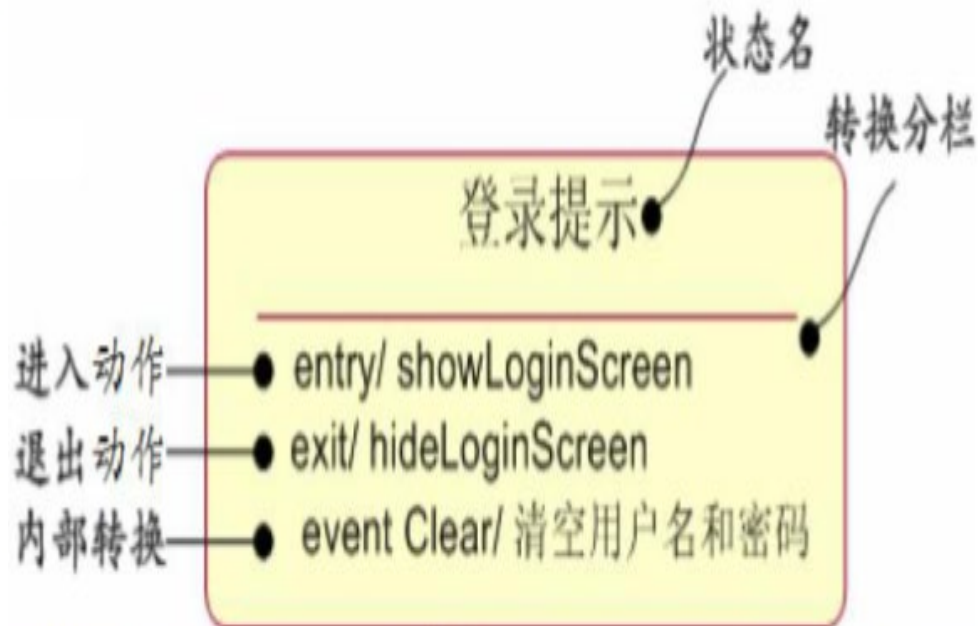 状态名
转换分栏
登录提示
进入动作 entry/ showLoginScreen
退出动作 exit/ hideLoginScreen
内部转换 event Clear/ 清空用户名和密码